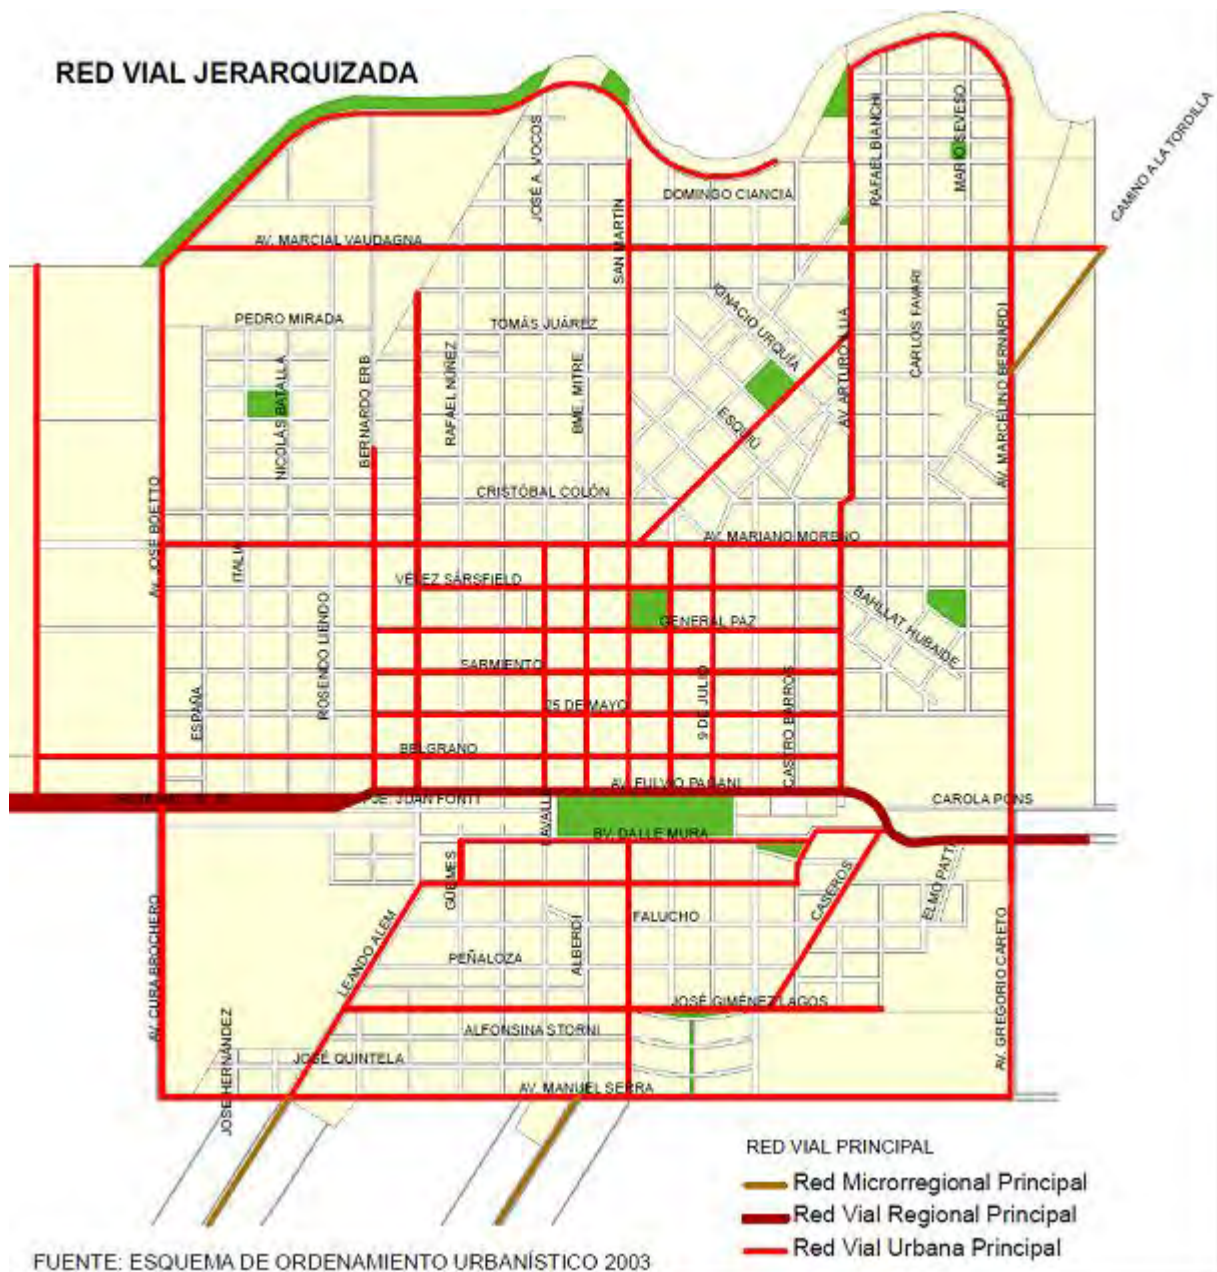 RED VIAL JERARQUIZADA
CAMINO A LA TORDILLA
RAFAEL BIANCHI
MARIO SEVESO
JOSÉ A. VOCOS
DOMINGO CIANCIA
SAN MARTÍN
AV. MARCIAL VAUDAGNA
IGNACIO URQUÍA
CARLOS FAVARI
PEDRO MIRADA
TOMÁS JUÁREZ
AV. ARTURO ILLIA
AV. MARCELINO BERNARDI
NICOLÁS BATALLA
BERNARDO ERB
RAFAEL NÚÑEZ
BME. MITRE
ESQUIÚ
CRISTÓBAL COLÓN
AV. JOSE BOETTO
AV. MARIANO MORENO
ITALIA
VÉLEZ SÁRSFIELD
ROSENDO LIENDO
GENERAL PAZ
BAHLLAT HUBAIDE
SARMIENTO
ESPAÑA
25 DE MAYO
9 DE JULIO
CASTRO BARROS
BELGRANO
AV. FULVIO PAGANI
PJE. JUAN FONTT
CAROLA PONS
LAVALLE
BV. DALLE MURA
GÜEMES
CASEROS
ELMO PATTI
LEANDO ALEM
FALUCHO
ALBERDI
AV. CURA BROCHERO
PEÑALOZA
AV. GREGORIO CARETO
JOSÉ GIMÉNEZ LAGOS
ALFONSINA STORNI
JOSE HERNÁNDEZ
JOSÉ QUINTELA
AV. MANUEL SERRA
RED VIAL PRINCIPAL
Red Microrregional Principal
Red Vial Regional Principal
Red Vial Urbana Principal
FUENTE: ESQUEMA DE ORDENAMIENTO URBANÍSTICO 2003